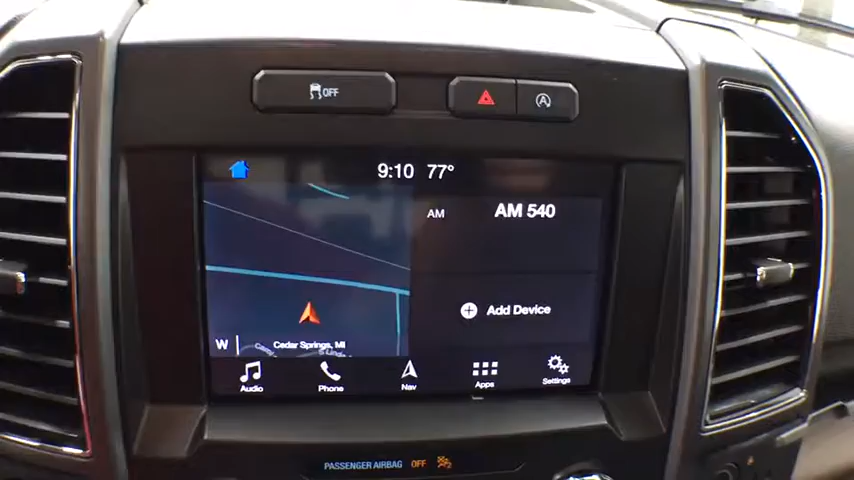 OFF
A
9:10 77°
AM
AM 540
Add Device
W
Cedar Springs, MI
Audio
Phone
Nav
Apps
Settings
PASSENGER AIRBAG OFF